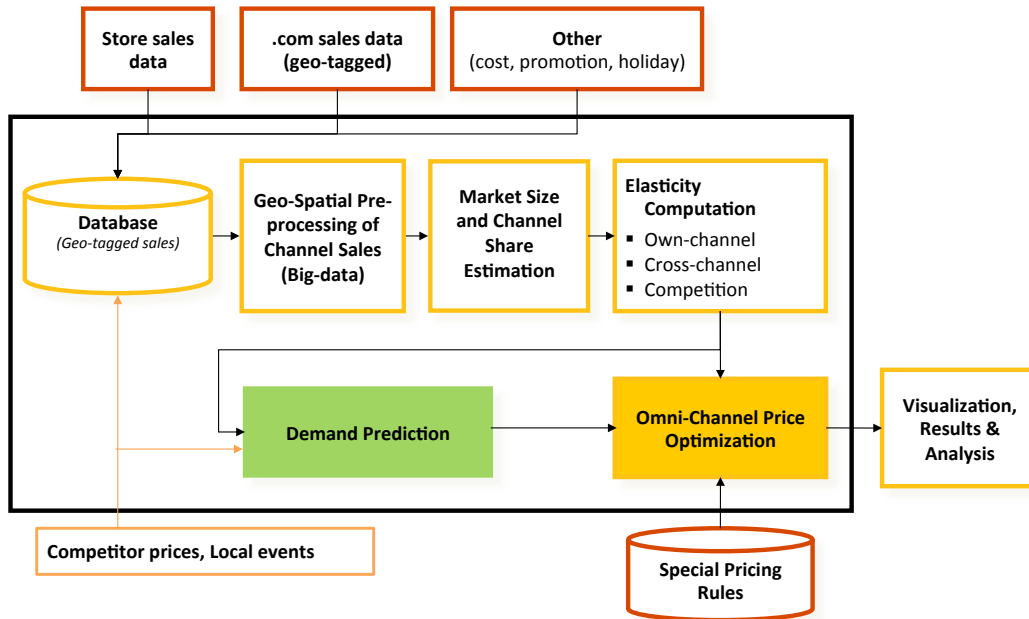 Store sales
data
.com sales data
(geo-tagged)
Other
(cost, promotion, holiday)
Database
(Geo-tagged sales)
Geo-Spatial Pre-
processing of
Channel Sales
(Big-data)
Market Size
and Channel
Share
Estimation
Elasticity
Computation
▪ Own-channel
▪ Cross-channel
▪ Competition
Demand Prediction
Omni-Channel Price
Optimization
Visualization,
Results &
Analysis
Competitor prices, Local events
Special Pricing
Rules